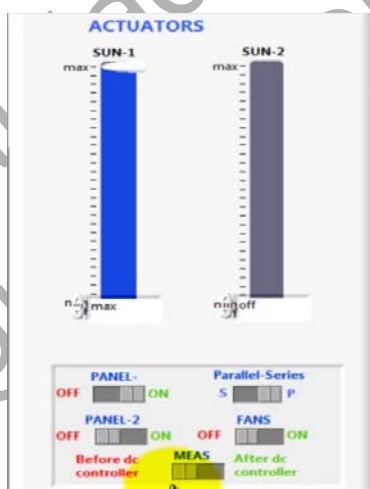 ACTUATORS
SUN-1 SUN-2
max max
max off
PANEL- Parallel-Series
OFF ON S P
PANEL-2 FANS
OFF ON OFF ON
Before dc controller MEAS After dc controller